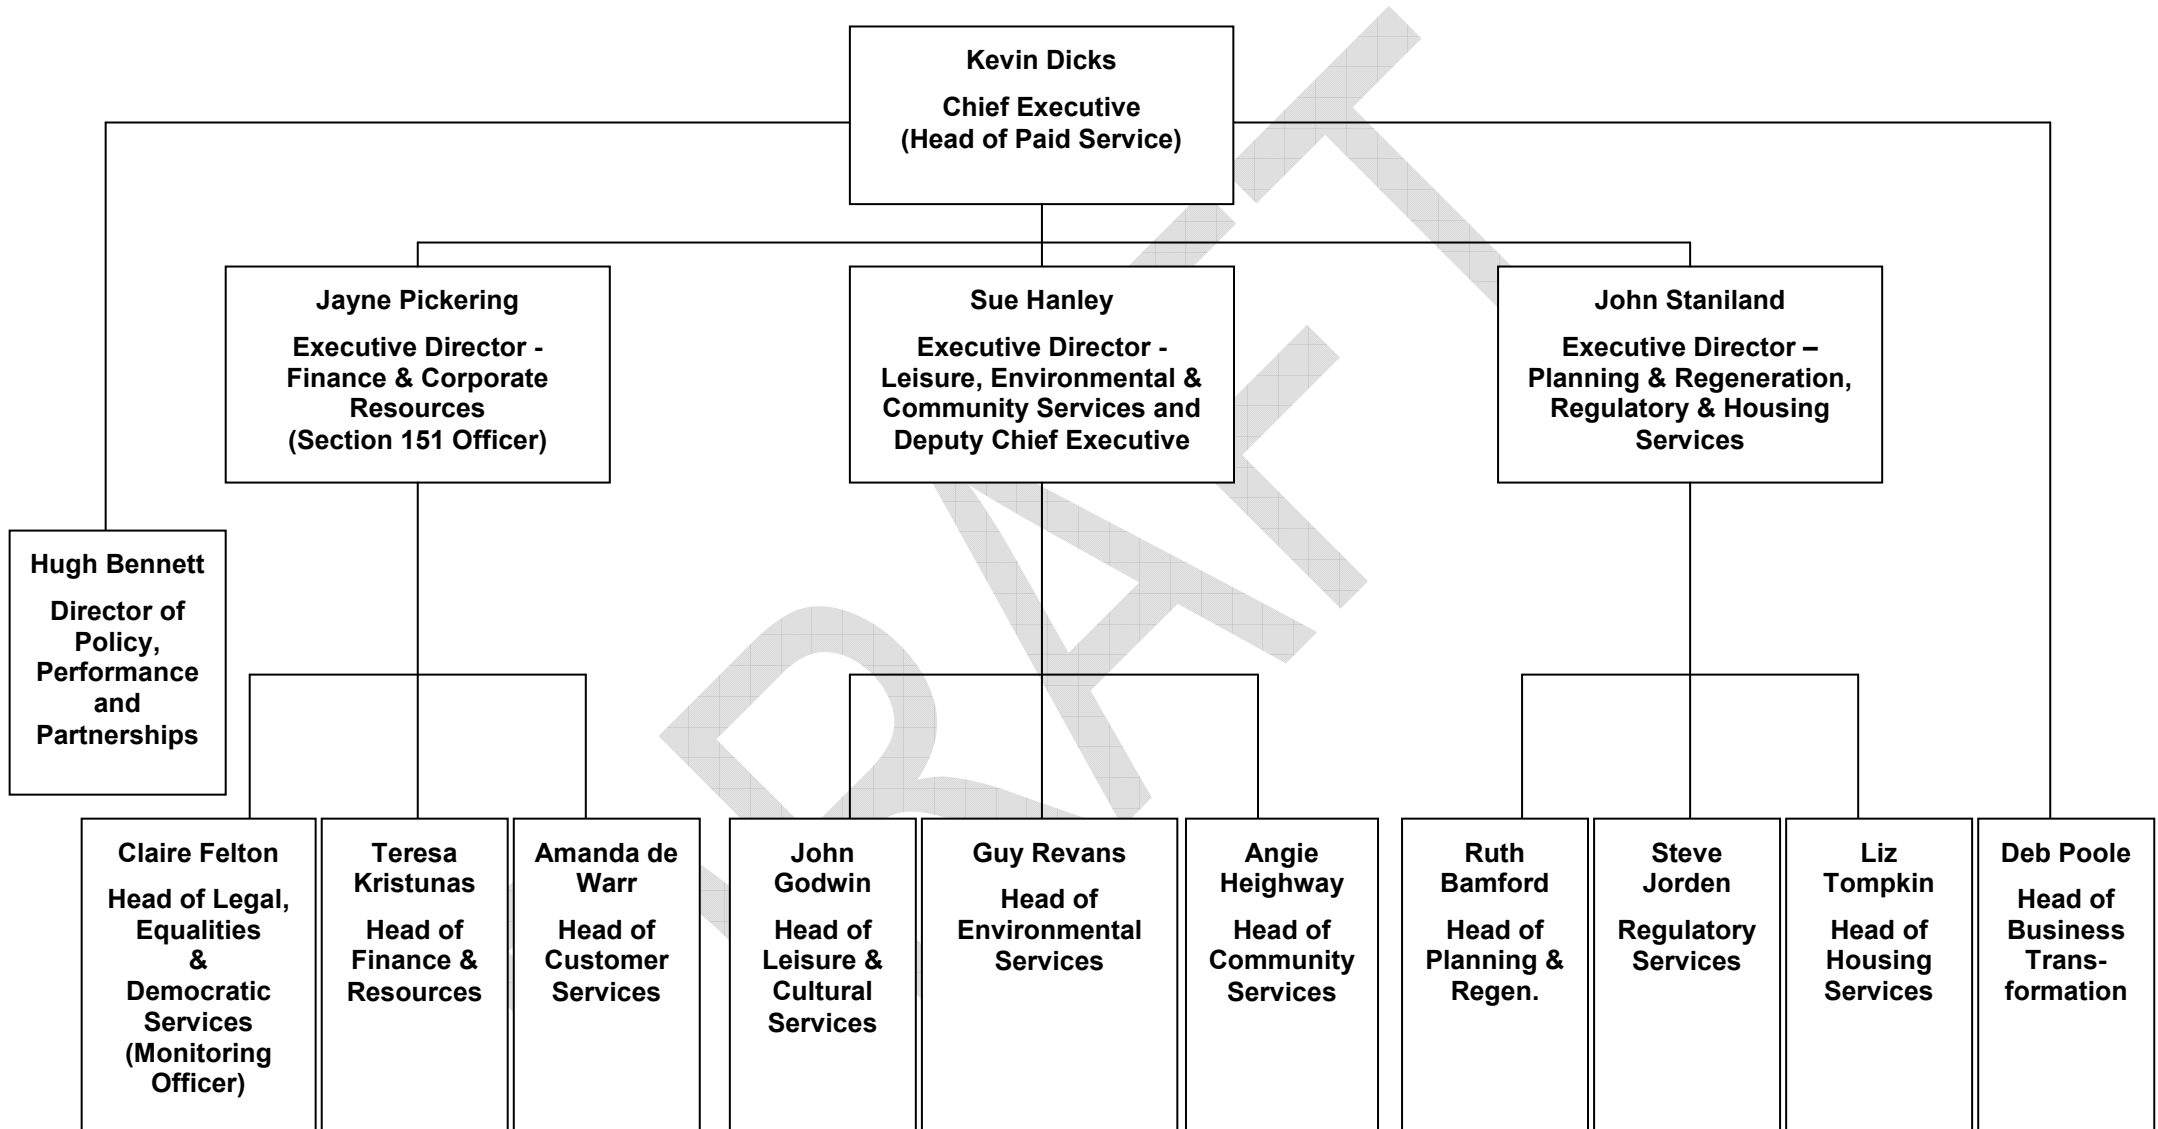 Kevin Dicks
Chief Executive
(Head of Paid Service)
Jayne Pickering
Executive Director -
Finance & Corporate
Resources
(Section 151 Officer)
Sue Hanley
Executive Director -
Leisure, Environmental &
Community Services and
Deputy Chief Executive
John Staniland
Executive Director –
Planning & Regeneration,
Regulatory & Housing
Services
Hugh Bennett
Director of
Policy,
Performance
and
Partnerships
Claire Felton
Head of Legal,
Equalities
&
Democratic
Services
(Monitoring
Officer)
Teresa
Kristunas
Head of
Finance &
Resources
Amanda de
Warr
Head of
Customer
Services
John
Godwin
Head of
Leisure &
Cultural
Services
Guy Revans
Head of
Environmental
Services
Angie
Heighway
Head of
Community
Services
Ruth
Bamford
Head of
Planning &
Regen.
Steve
Jorden
Regulatory
Services
Liz
Tompkin
Head of
Housing
Services
Deb Poole
Head of
Business
Trans-
formation
DRAFT